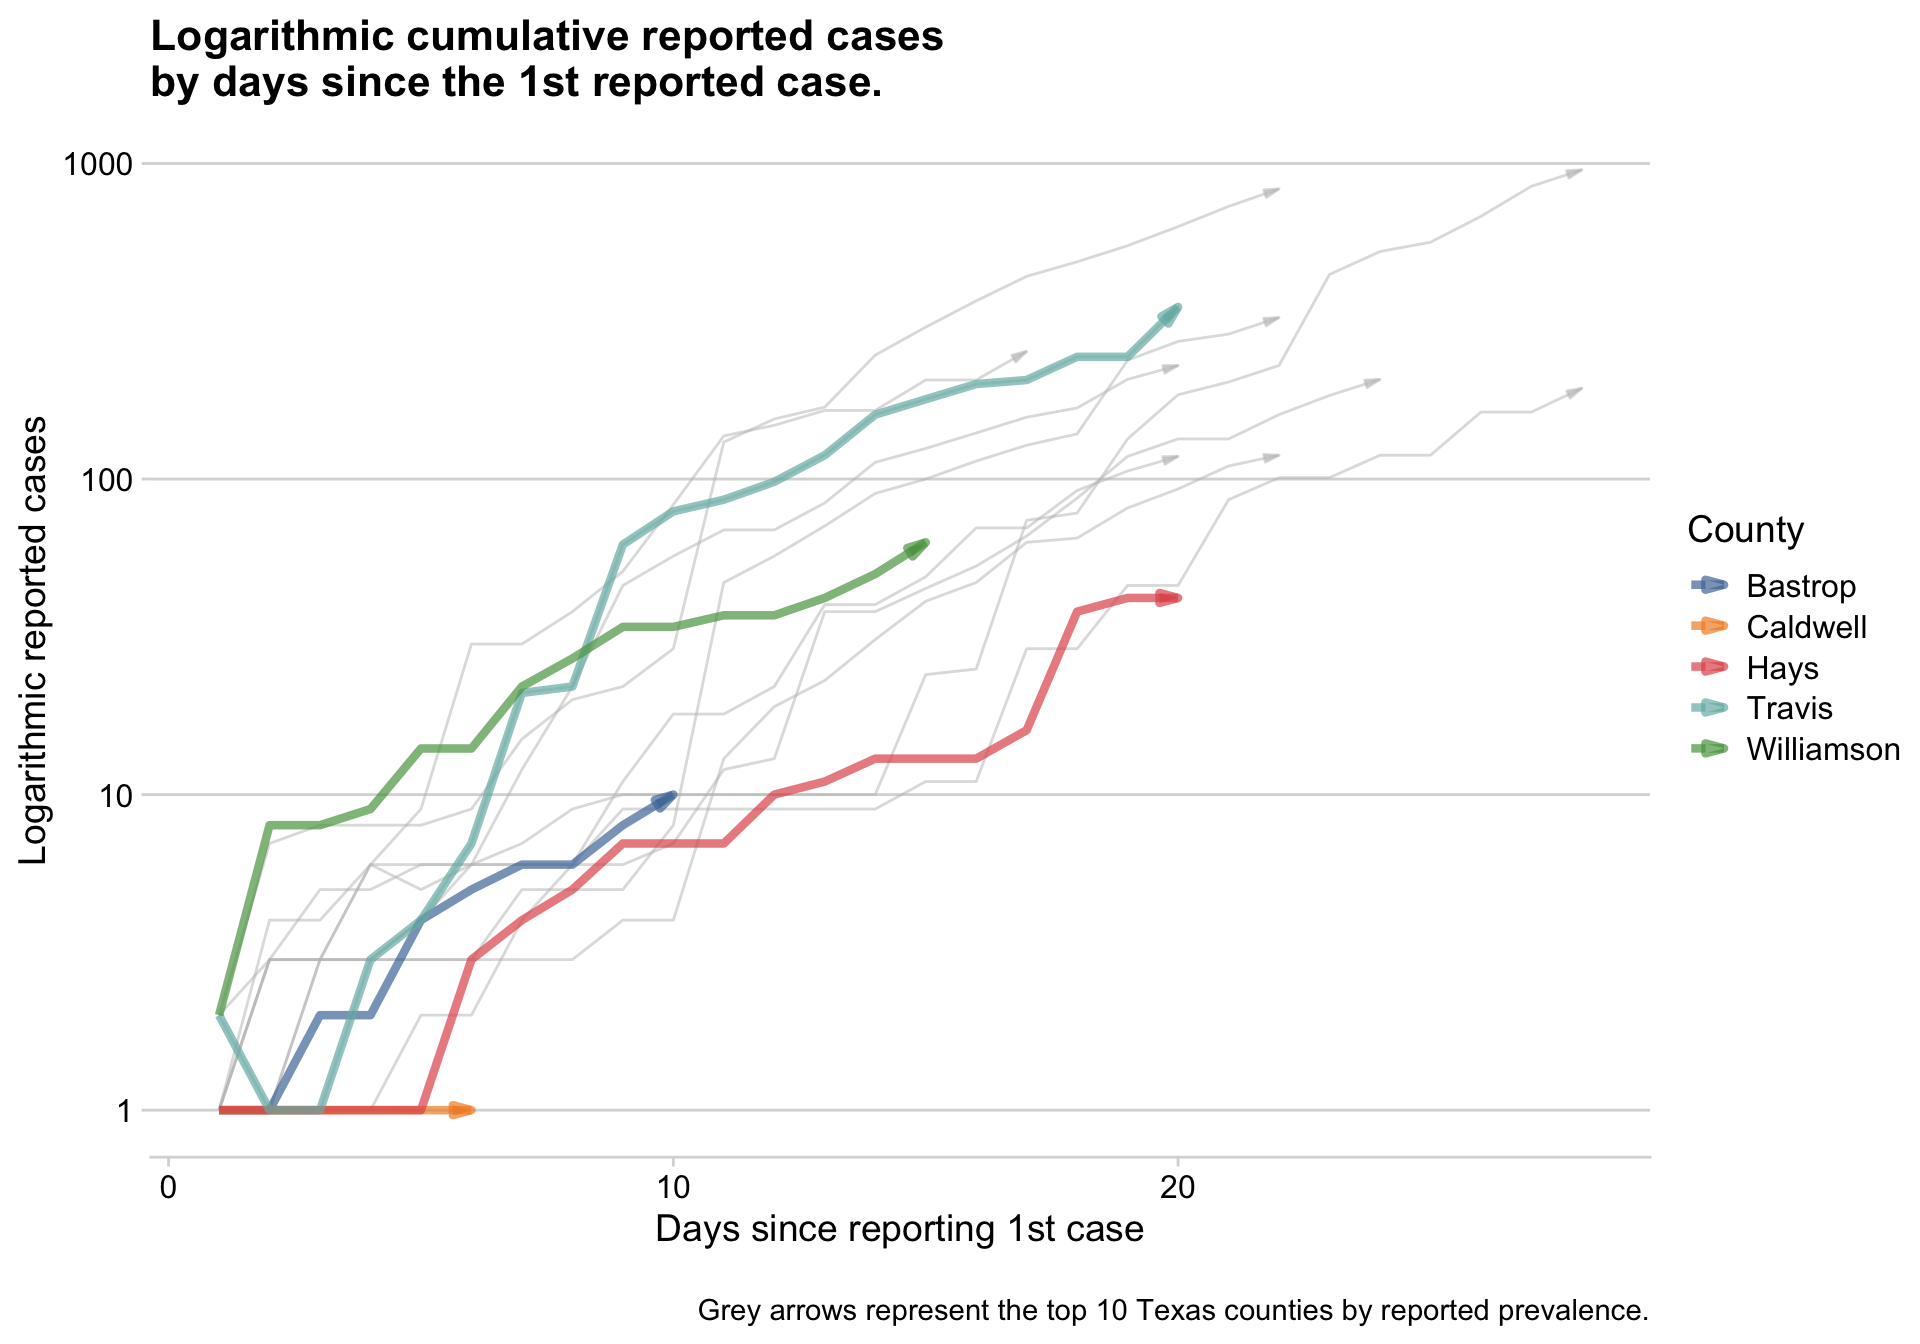 Logarithmic cumulative reported cases
by days since the 1st reported case.
1000
100
10
1
Logarithmic reported cases
0 10 20
Days since reporting 1st case
County
Bastrop
Caldwell
Hays
Travis
Williamson
Grey arrows represent the top 10 Texas counties by reported prevalence.